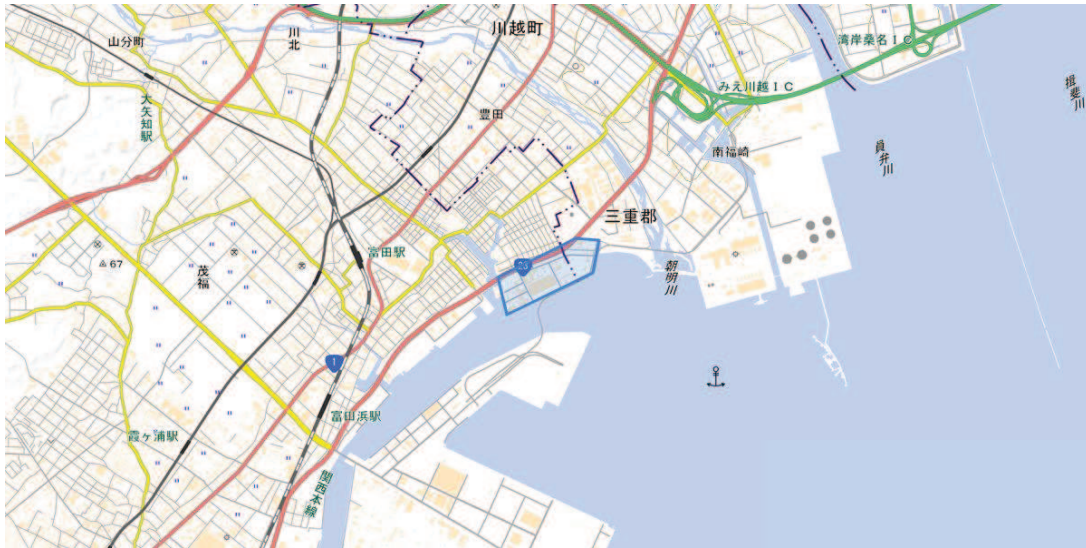 川越町
川北
山分町
湾岸桑名IC
みえ川越IC
揖斐川
大矢知駅
豊田
員弁川
南福崎
三重郡
富田駅
67
茂福
23
朝明川
1
富田浜駅
霞ヶ浦駅
関西本線